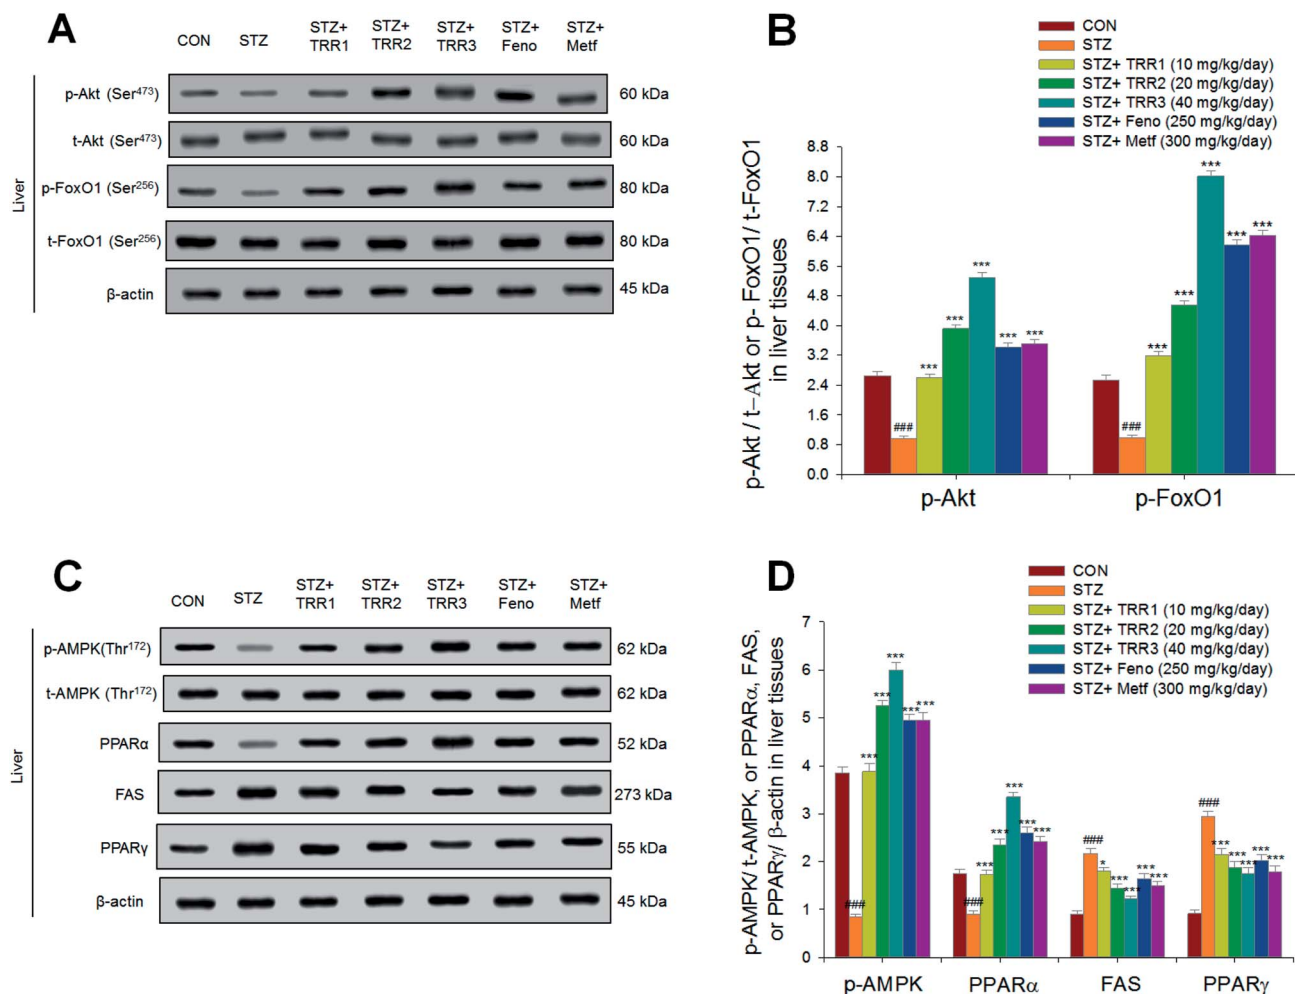 A
CON
STZ
STZ+
TRR1
STZ+
TRR2
STZ+
TRR3
STZ+
Feno
STZ+
Metf
Liver
p-Akt (Ser473)
60 kDa
t-Akt (Ser473)
60 kDa
p-FoxO1 (Ser256)
80 kDa
t-FoxO1 (Ser256)
80 kDa
β-actin
45 kDa
B
CON
STZ
STZ+ TRR1 (10 mg/kg/day)
STZ+ TRR2 (20 mg/kg/day)
STZ+ TRR3 (40 mg/kg/day)
STZ+ Feno (250 mg/kg/day)
STZ+ Metf (300 mg/kg/day)
p-Akt / t–Akt or p- FoxO1/ t-FoxO1
in liver tissues
8.8
8.0
7.2
6.4
5.6
4.8
4.0
3.2
2.4
1.6
0.8
0.0
###
***
***
***
***
***
###
***
***
***
***
***
p-Akt
p-FoxO1
C
CON
STZ
STZ+
TRR1
STZ+
TRR2
STZ+
TRR3
STZ+
Feno
STZ+
Metf
Liver
p-AMPK(Thr172)
62 kDa
t-AMPK (Thr172)
62 kDa
PPARα
52 kDa
FAS
273 kDa
PPARγ
55 kDa
β-actin
45 kDa
D
CON
STZ
STZ+ TRR1 (10 mg/kg/day)
STZ+ TRR2 (20 mg/kg/day)
STZ+ TRR3 (40 mg/kg/day)
STZ+ Feno (250 mg/kg/day)
STZ+ Metf (300 mg/kg/day)
p-AMPK/ t-AMPK, or PPARα, FAS,
or PPARγ/ β-actin in liver tissues
7
6
5
4
3
2
1
0
###
***
***
***
***
***
###
***
***
***
***
***
###
*
***
***
***
***
###
***
***
***
***
***
p-AMPK
PPARα
FAS
PPARγ